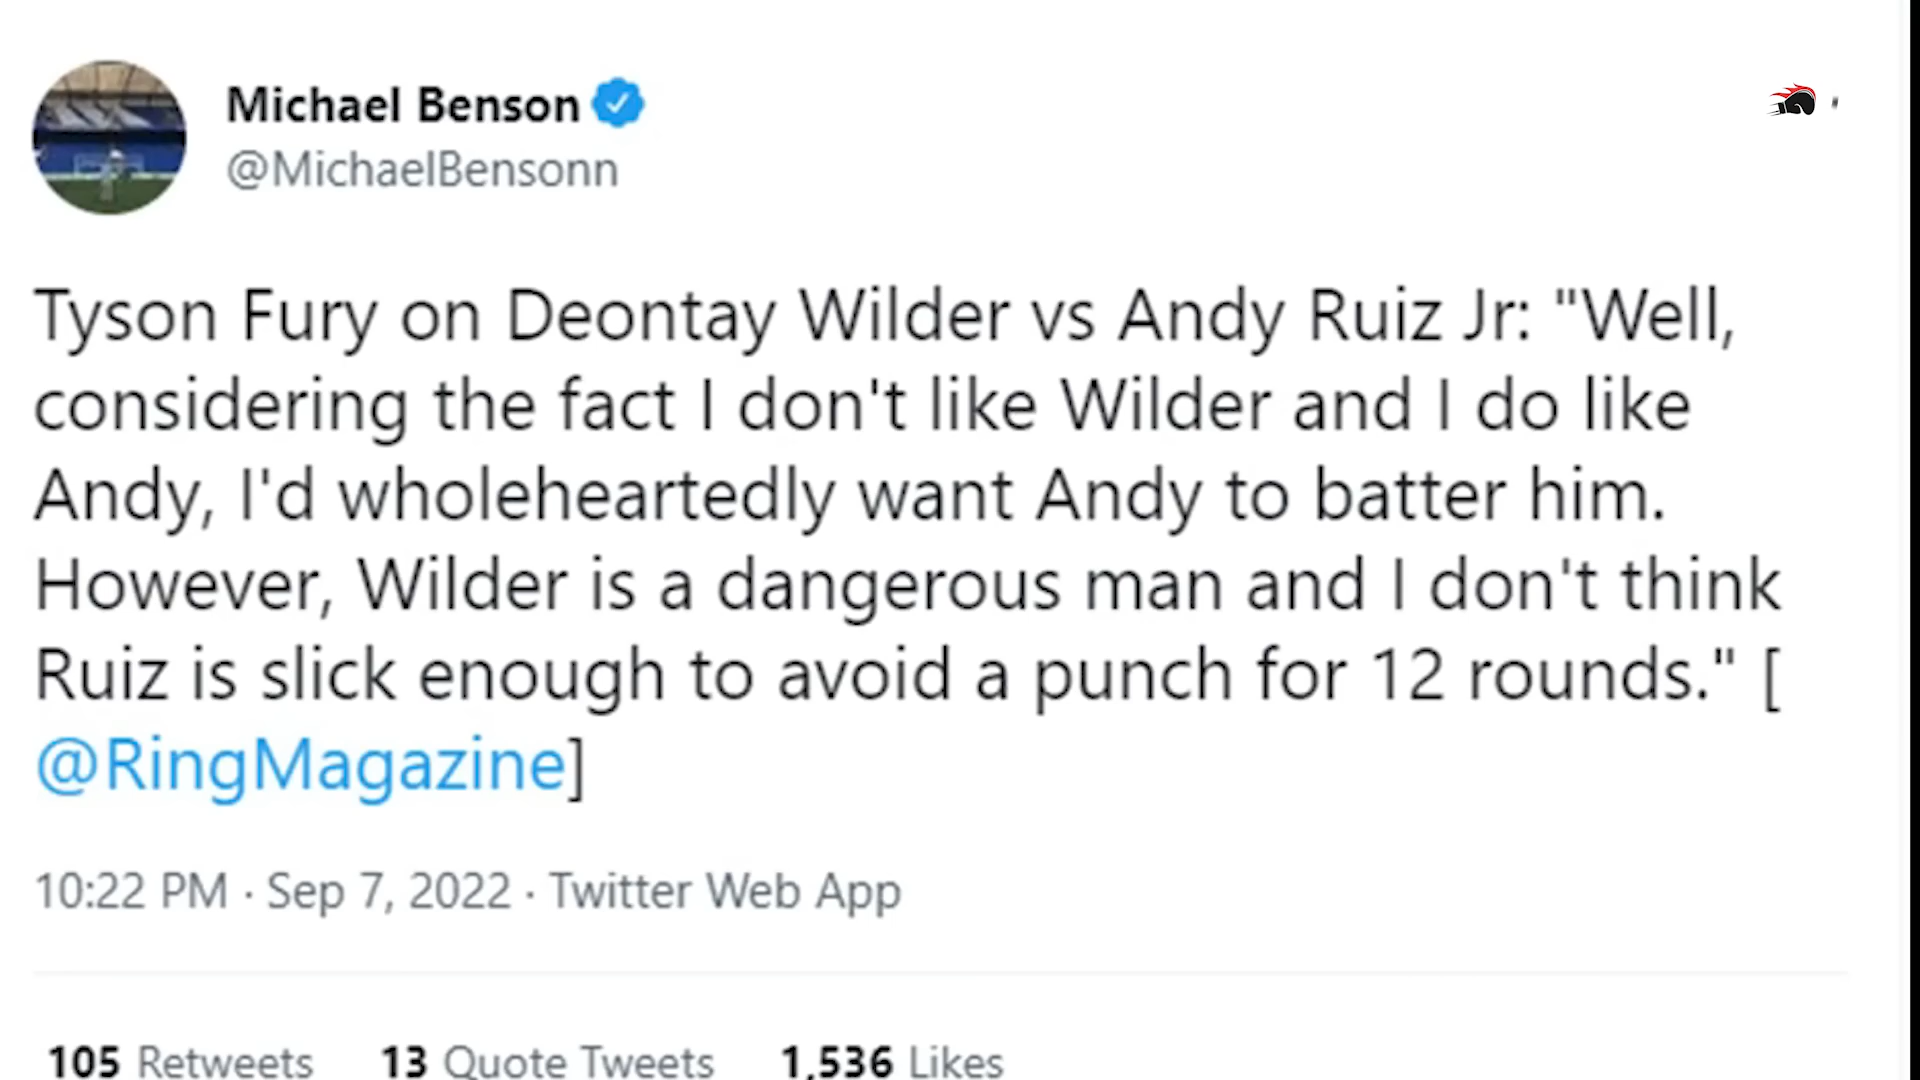 Michael Benson
@MichaelBensonn
Tyson Fury on Deontay Wilder vs Andy Ruiz Jr: "Well,
considering the fact I don't like Wilder and I do like
Andy, I'd wholeheartedly want Andy to batter him.
However, Wilder is a dangerous man and I don't think
Ruiz is slick enough to avoid a punch for 12 rounds." [
@RingMagazine]
10:22 PM · Sep 7, 2022 · Twitter Web App
105 Retweets 13 Quote Tweets 1,536 Likes